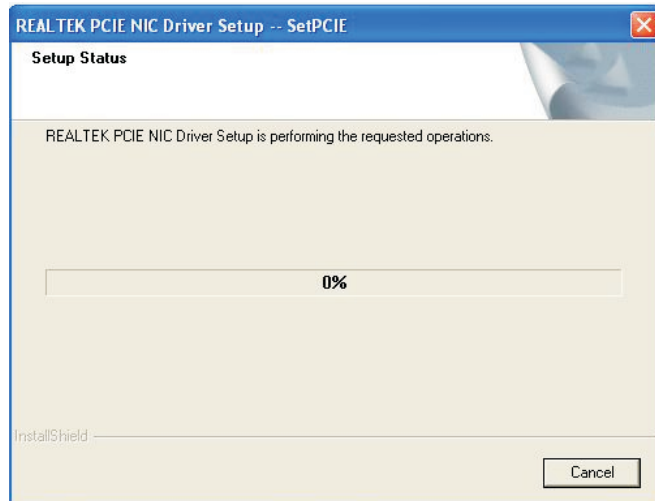 REALTEK PCIE NIC Driver Setup -- SetPCIE
Setup Status
REALTEK PCIE NIC Driver Setup is performing the requested operations.
0%
InstallShield
Cancel